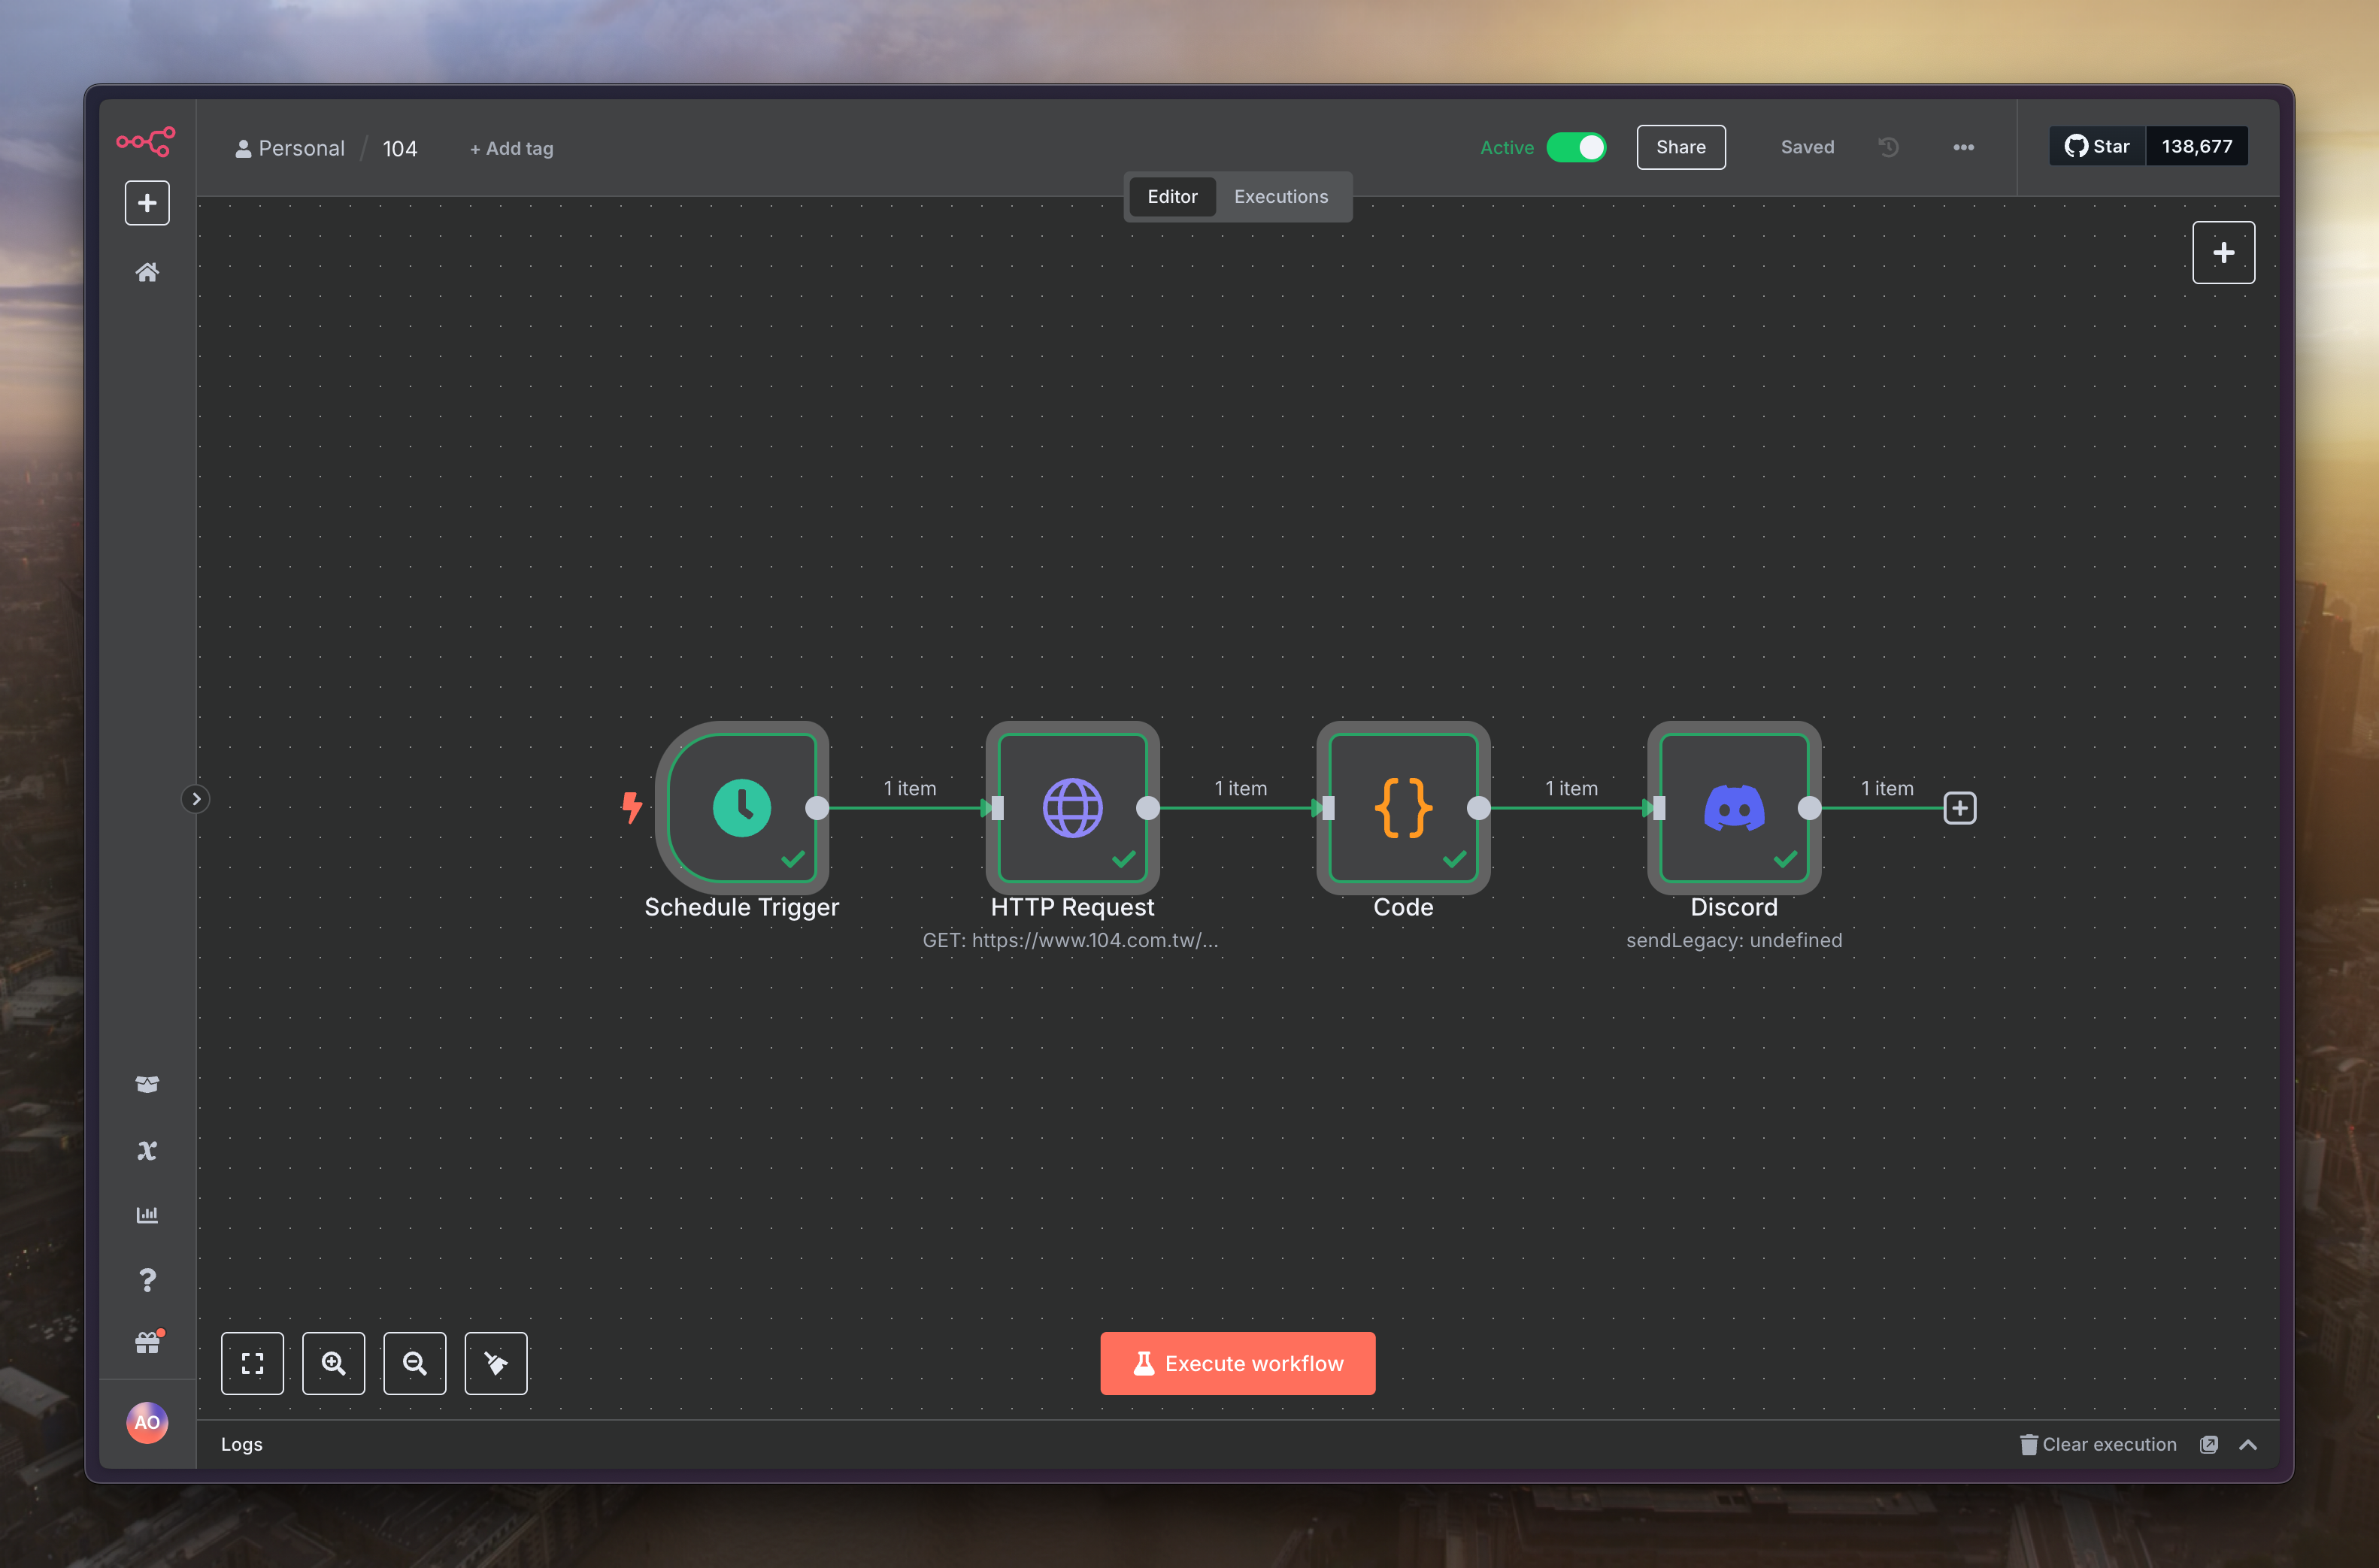 Personal / 104 + Add tag
Active Share Saved ••• Star 138,677
Editor Executions
1 item 1 item 1 item 1 item
Schedule Trigger HTTP Request Code Discord
GET: https://www.104.com.tw/... sendLegacy: undefined
Execute workflow
AO
Logs Clear execution